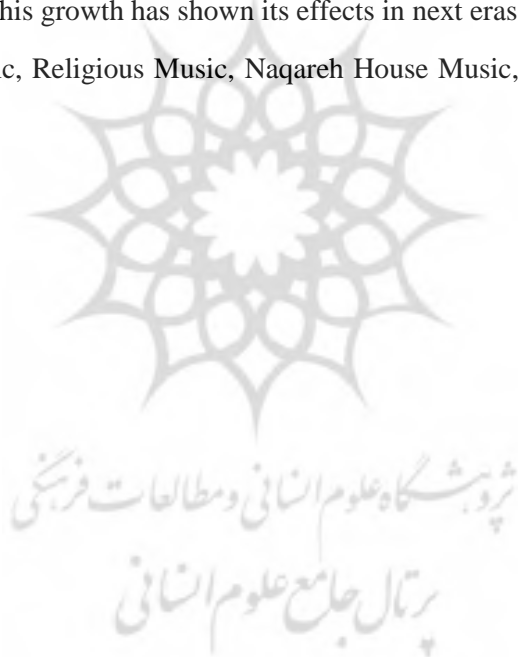 his growth has shown its effects in next eras
ic, Religious Music, Naqareh House Music,
پژوهشگاه علوم انسانی و مطالعات فرهنگی
پرتال جامع علوم انسانی